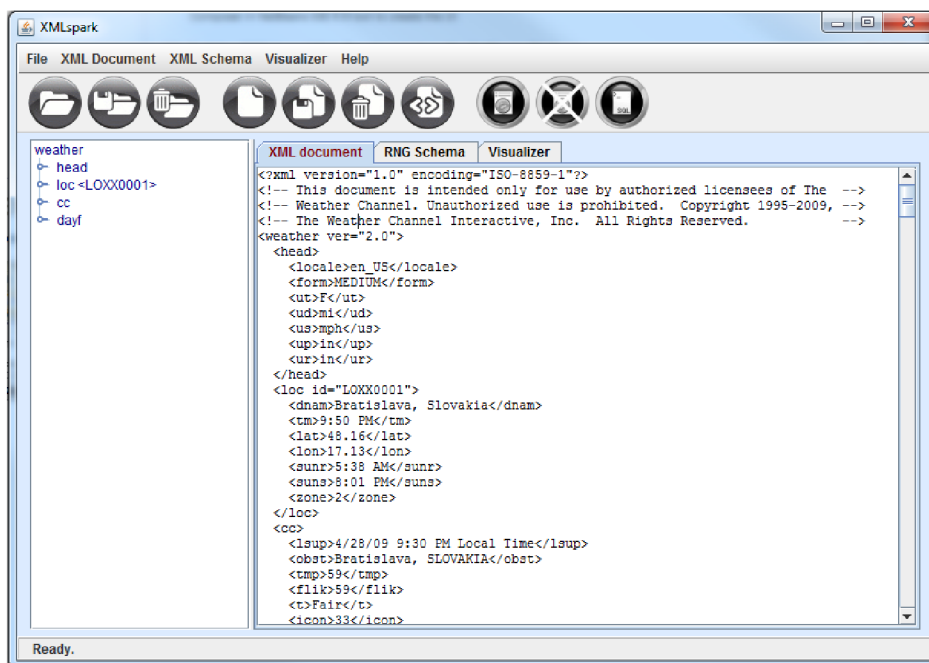 XMLspark
File XML Document XML Schema Visualizer Help
SQL
weather
head
loc <LOXX0001>
cc
dayf
XML document RNG Schema Visualizer
<?xml version="1.0" encoding="ISO-8859-1"?>
<!-- This document is intended only for use by authorized licensees of The -->
<!-- Weather Channel. Unauthorized use is prohibited. Copyright 1995-2009, -->
<!-- The Weather Channel Interactive, Inc. All Rights Reserved. -->
<weather ver="2.0">
<head>
<locale>en_US</locale>
<form>MEDIUM</form>
<ut>F</ut>
<ud>mi</ud>
<us>mph</us>
<up>in</up>
<ur>in</ur>
</head>
<loc id="LOXX0001">
<dnam>Bratislava, Slovakia</dnam>
<tm>9:50 PM</tm>
<lat>48.16</lat>
<lon>17.13</lon>
<sunr>5:38 AM</sunr>
<suns>8:01 PM</suns>
<zone>2</zone>
</loc>
<cc>
<lsup>4/28/09 9:30 PM Local Time</lsup>
<obst>Bratislava, SLOVAKIA</obst>
<tmp>59</tmp>
<flik>59</flik>
<t>Fair</t>
<icon>33</icon>
Ready.